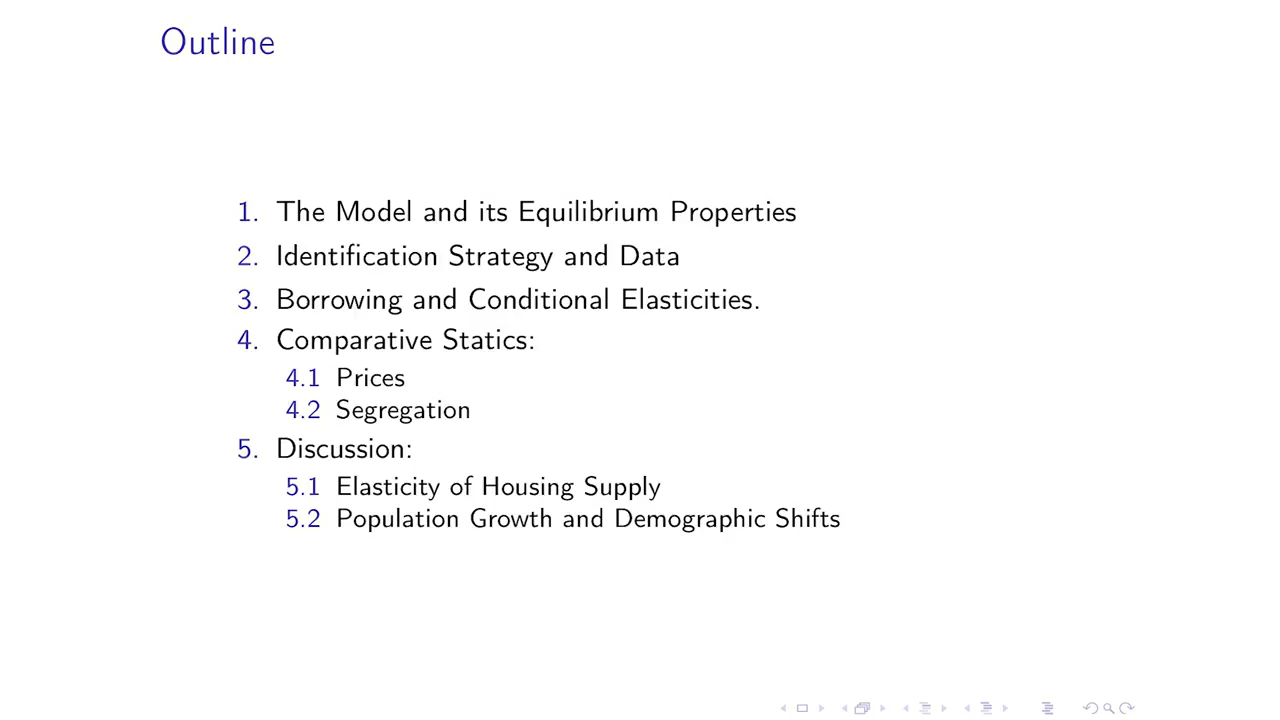 Outline
1. The Model and its Equilibrium Properties
2. Identification Strategy and Data
3. Borrowing and Conditional Elasticities.
4. Comparative Statics:
4.1 Prices
4.2 Segregation
5. Discussion:
5.1 Elasticity of Housing Supply
5.2 Population Growth and Demographic Shifts